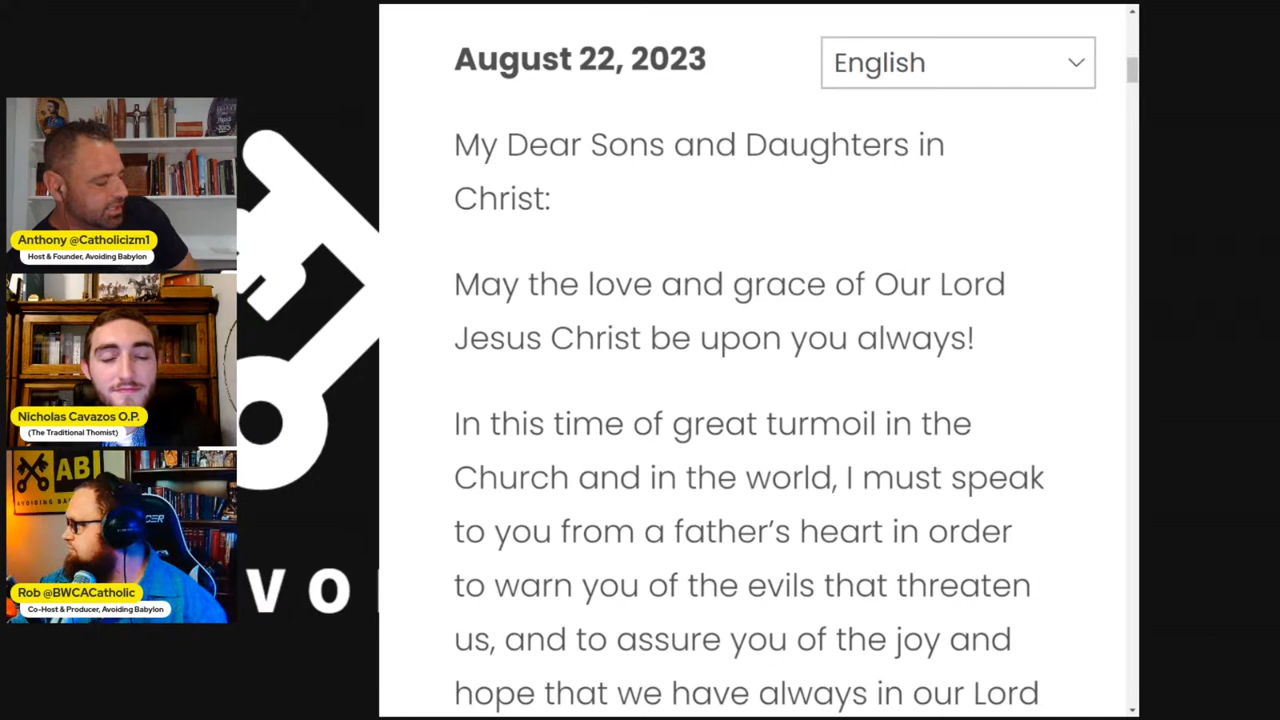 August 22, 2023
English
My Dear Sons and Daughters in
Christ:
May the love and grace of Our Lord
Jesus Christ be upon you always!
In this time of great turmoil in the
Church and in the world, I must speak
to you from a father’s heart in order
to warn you of the evils that threaten
us, and to assure you of the joy and
hope that we have always in our Lord
Anthony @Catholicizm1
Host & Founder, Avoiding Babylon
Nicholas Cavazos O.P.
(The Traditional Thomist)
AB
Rob @BWCACatholic
Co-Host & Producer, Avoiding Babylon
VO